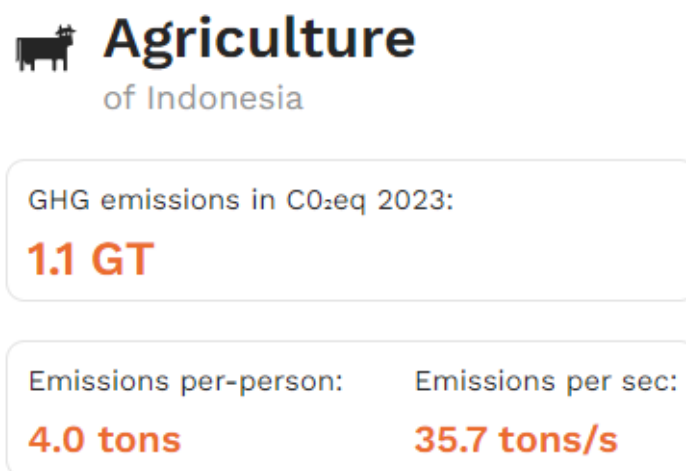 Agriculture
of Indonesia
GHG emissions in C0₂eq 2023:
1.1 GT
Emissions per-person:
4.0 tons
Emissions per sec:
35.7 tons/s